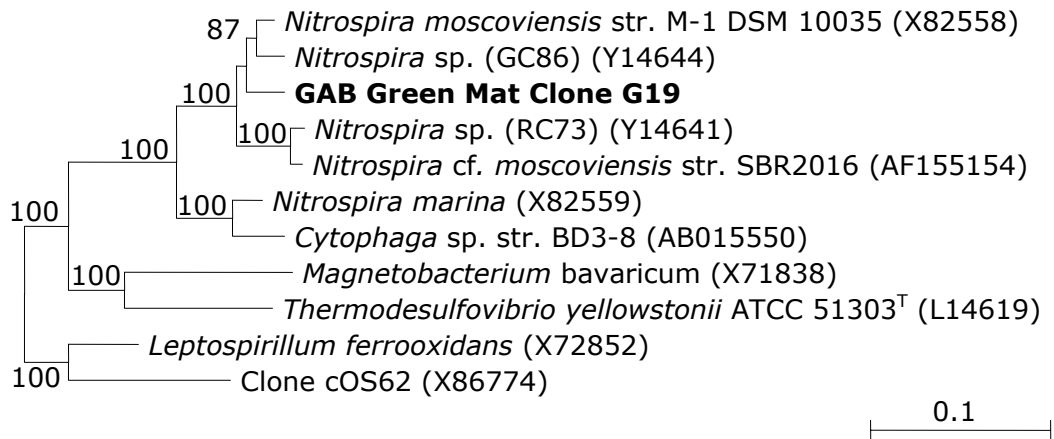 87
Nitrospira moscoviensis str. M-1 DSM 10035 (X82558)
Nitrospira sp. (GC86) (Y14644)
100
GAB Green Mat Clone G19
100
Nitrospira sp. (RC73) (Y14641)
100
Nitrospira cf. moscoviensis str. SBR2016 (AF155154)
100
Nitrospira marina (X82559)
100
Cytophaga sp. str. BD3-8 (AB015550)
100
Magnetobacterium bavaricum (X71838)
Thermodesulfovibrio yellowstonii ATCC 51303ᵀ (L14619)
Leptospirillum ferrooxidans (X72852)
100
Clone cOS62 (X86774)
0.1